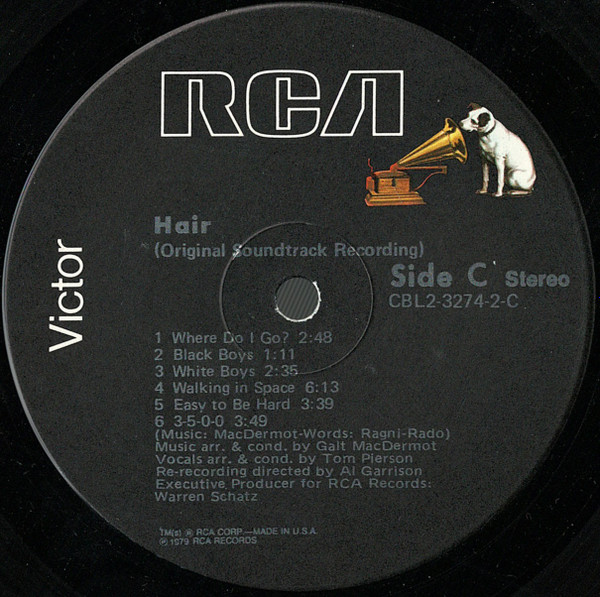 RCA
Victor
Hair
(Original Soundtrack Recording)
Side C Stereo
CBL2-3274-2-C
1 Where Do I Go? 2:48
2 Black Boys 1:11
3 White Boys 2:35
4 Walking in Space 6:13
5 Easy to Be Hard 3:39
6 3-5-0-0 3:49
(Music: MacDermot-Words: Ragni-Rado)
Music arr. & cond. by Galt MacDermot
Vocals arr. & cond. by Tom Pierson
Re-recording directed by Al Garrison
Executive Producer for RCA Records:
Warren Schatz
TM(s) ® RCA CORP.—MADE IN U.S.A.
℗ 1979 RCA RECORDS